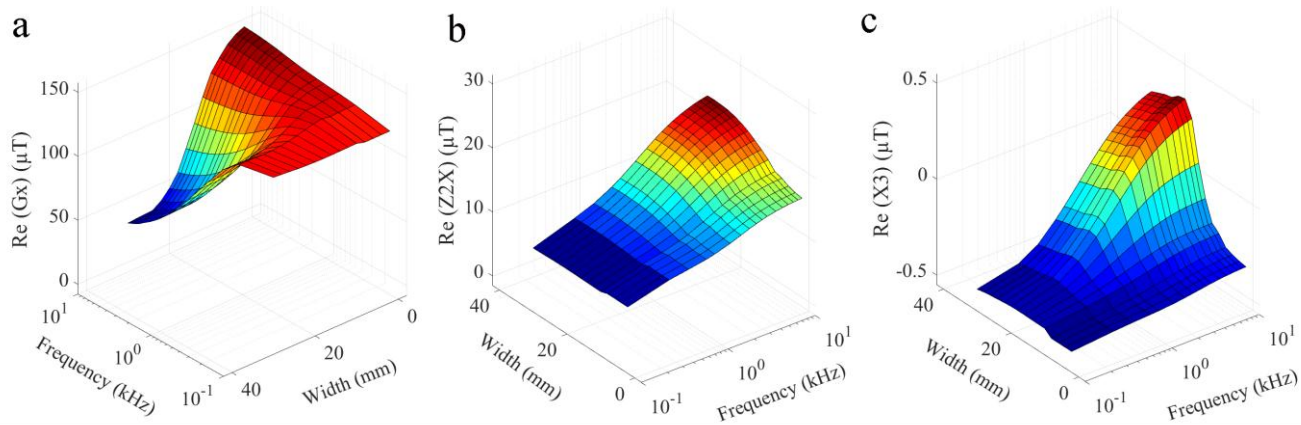 a
Re (Gx) (µT)
150
100
50
0
10¹
10⁰
10⁻¹
Frequency (kHz)
40
20
0
Width (mm)
b
Re (Z2X) (µT)
30
20
10
0
40
20
0
Width (mm)
10⁻¹
10⁰
10¹
Frequency (kHz)
c
Re (X3) (µT)
0.5
0
-0.5
40
20
0
Width (mm)
10⁻¹
10⁰
10¹
Frequency (kHz)